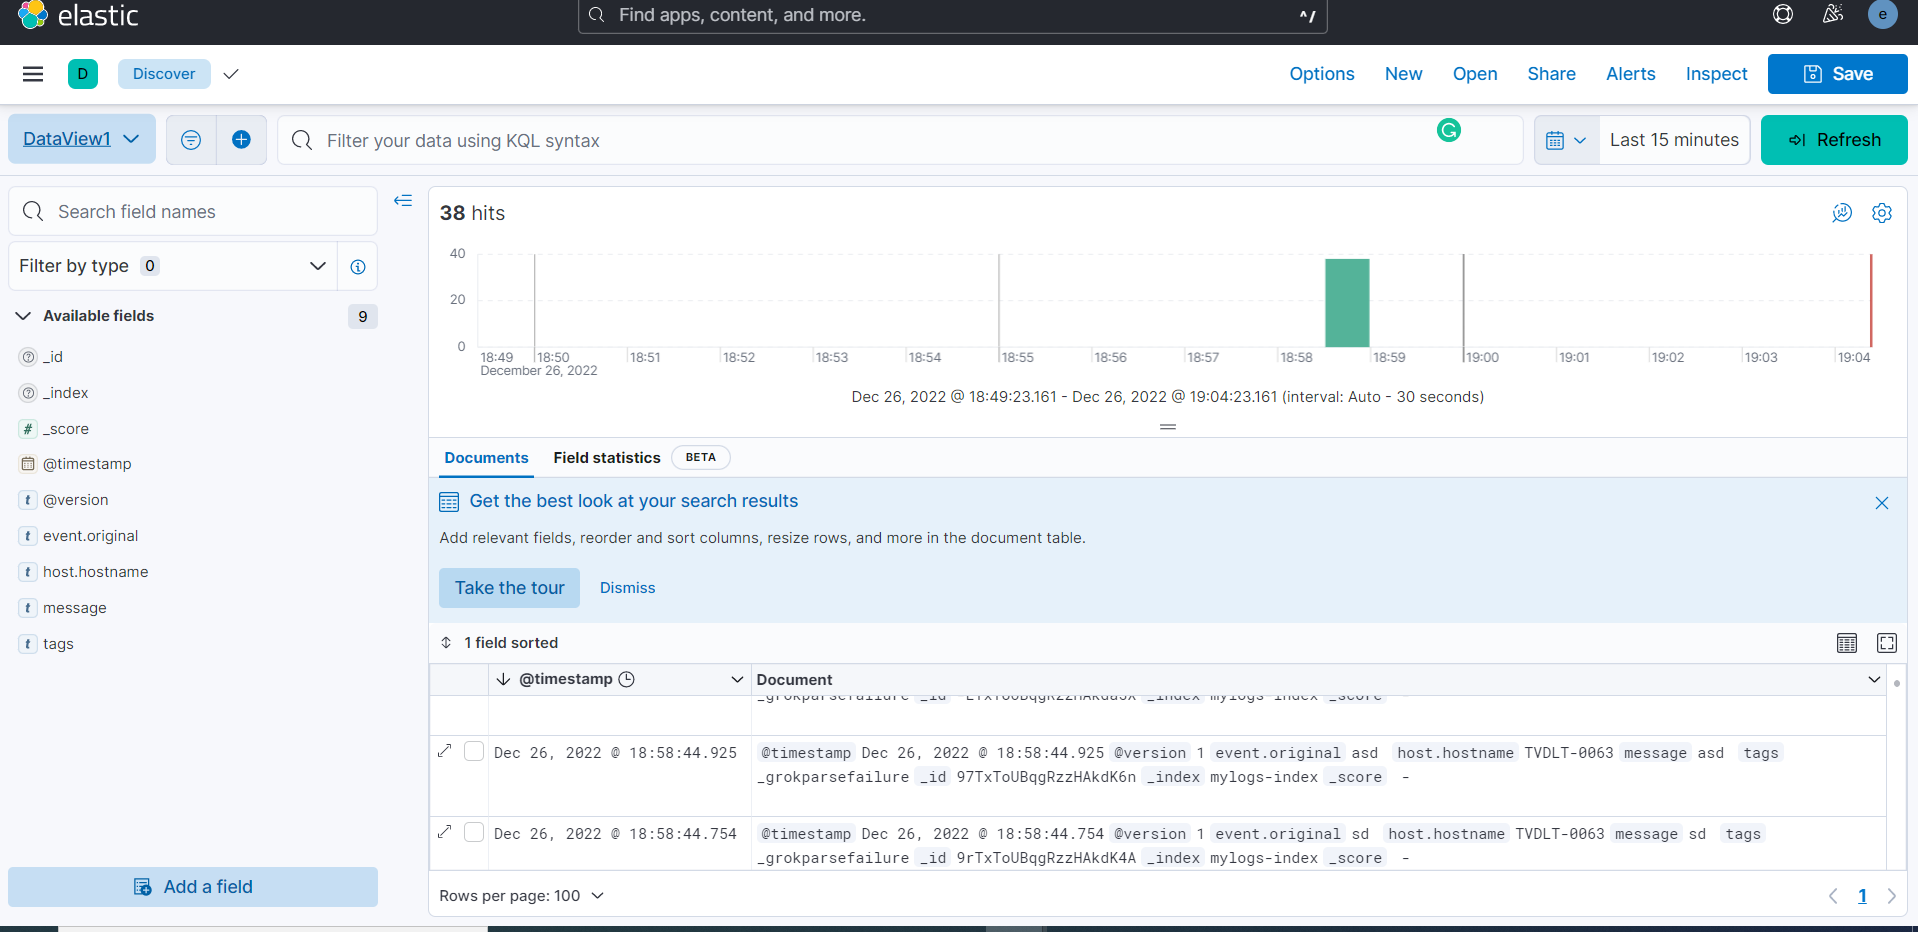 elastic
Find apps, content, and more.
^/
e
D
Discover
Options
New
Open
Share
Alerts
Inspect
Save
DataView1
Filter your data using KQL syntax
G
Last 15 minutes
Refresh
Search field names
Filter by type 0
Available fields 9
_id
_index
# _score
@timestamp
t @version
t event.original
t host.hostname
t message
t tags
Add a field
38 hits
40
20
0
18:49 18:50 18:51 18:52 18:53 18:54 18:55 18:56 18:57 18:58 18:59 19:00 19:01 19:02 19:03 19:04
December 26, 2022
Dec 26, 2022 @ 18:49:23.161 - Dec 26, 2022 @ 19:04:23.161 (interval: Auto - 30 seconds)
Documents Field statistics BETA
Get the best look at your search results
Add relevant fields, reorder and sort columns, resize rows, and more in the document table.
Take the tour Dismiss
1 field sorted
@timestamp Document
_grokparsefailure _id _index mylogs-index _score -
Dec 26, 2022 @ 18:58:44.925 @timestamp Dec 26, 2022 @ 18:58:44.925 @version 1 event.original asd host.hostname TVDLT-0063 message asd tags
_grokparsefailure _id 97TxToUBqgRzzHAkdK6n _index mylogs-index _score -
Dec 26, 2022 @ 18:58:44.754 @timestamp Dec 26, 2022 @ 18:58:44.754 @version 1 event.original sd host.hostname TVDLT-0063 message sd tags
_grokparsefailure _id 9rTxToUBqgRzzHAkdK4A _index mylogs-index _score -
Rows per page: 100
1